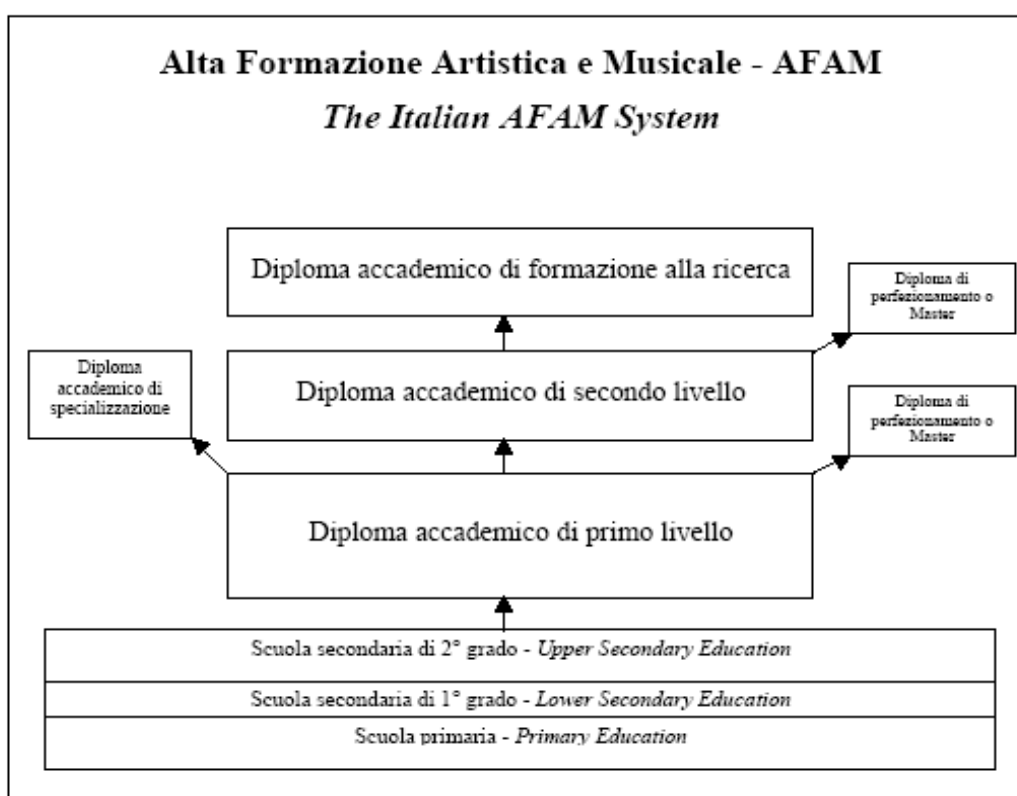 Alta Formazione Artistica e Musicale - AFAM
The Italian AFAM System
Diploma accademico di formazione alla ricerca
Diploma di
perfezionamento o
Master
Diploma
accademico di
specializzazione
Diploma accademico di secondo livello
Diploma di
perfezionamento o
Master
Diploma accademico di primo livello
Scuola secondaria di 2° grado - Upper Secondary Education
Scuola secondaria di 1° grado - Lower Secondary Education
Scuola primaria - Primary Education